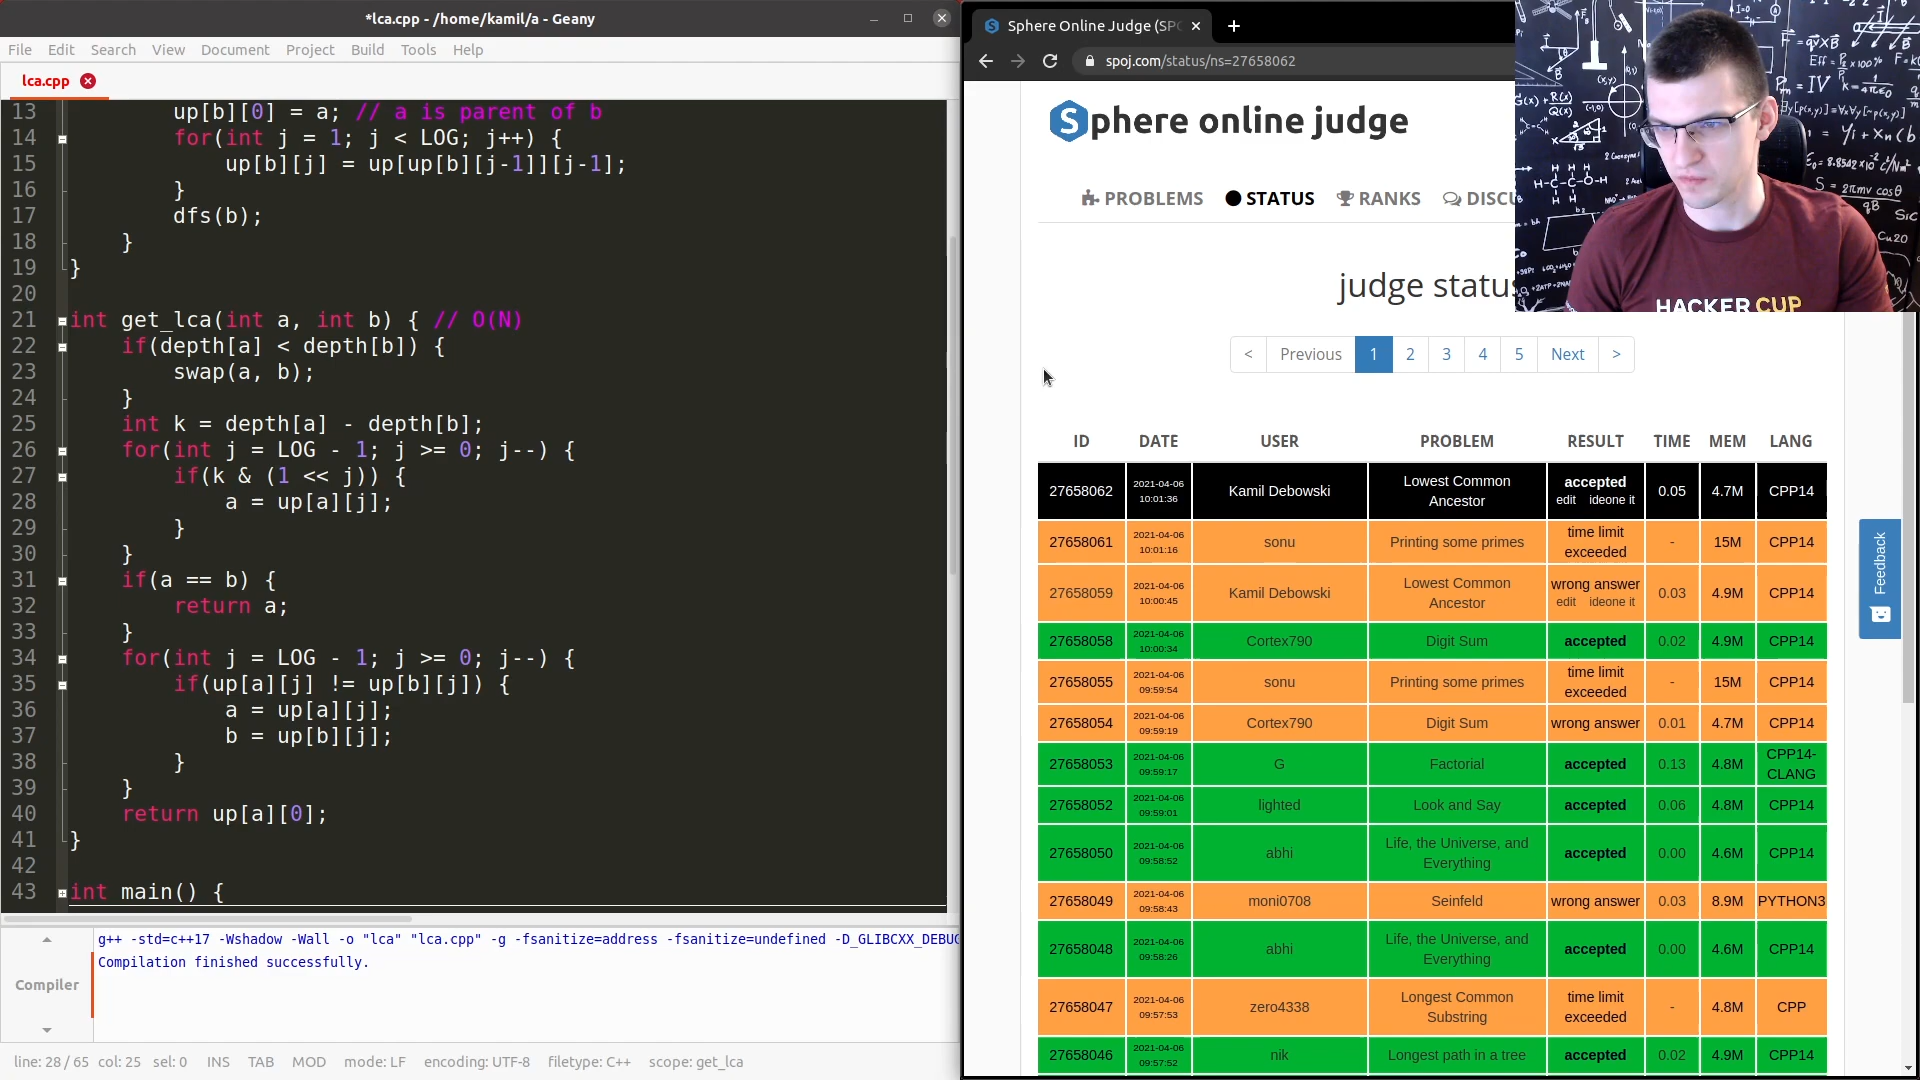 *lca.cpp - /home/kamil/a - Geany
File Edit Search View Document Project Build Tools Help
lca.cpp
13 up[b][0] = a; // a is parent of b
14 for(int j = 1; j < LOG; j++) {
15 up[b][j] = up[up[b][j-1]][j-1];
16 }
17 dfs(b);
18 }
19 }
20
21 int get_lca(int a, int b) { // O(N)
22 if(depth[a] < depth[b]) {
23 swap(a, b);
24 }
25 int k = depth[a] - depth[b];
26 for(int j = LOG - 1; j >= 0; j--) {
27 if(k & (1 << j)) {
28 a = up[a][j];
29 }
30 }
31 if(a == b) {
32 return a;
33 }
34 for(int j = LOG - 1; j >= 0; j--) {
35 if(up[a][j] != up[b][j]) {
36 a = up[a][j];
37 b = up[b][j];
38 }
39 }
40 return up[a][0];
41 }
42
43 int main() {
Compiler
g++ -std=c++17 -Wshadow -Wall -o "lca" "lca.cpp" -g -fsanitize=address -fsanitize=undefined -D_GLIBCXX_DEBUG
Compilation finished successfully.
line: 28 / 65 col: 25 sel: 0 INS TAB MOD mode: LF encoding: UTF-8 filetype: C++ scope: get_lca
Sphere Online Judge (SPO
spoj.com/status/ns=27658062
Sphere online judge
PROBLEMS STATUS RANKS DISCU
judge status
< Previous 1 2 3 4 5 Next >
ID DATE USER PROBLEM RESULT TIME MEM LANG
27658062 2021-04-06 10:01:36 Kamil Debowski Lowest Common Ancestor accepted edit ideone it 0.05 4.7M CPP14
27658061 2021-04-06 10:01:16 sonu Printing some primes time limit exceeded - 15M CPP14
27658059 2021-04-06 10:00:45 Kamil Debowski Lowest Common Ancestor wrong answer edit ideone it 0.03 4.9M CPP14
27658058 2021-04-06 10:00:34 Cortex790 Digit Sum accepted 0.02 4.9M CPP14
27658055 2021-04-06 09:59:54 sonu Printing some primes time limit exceeded - 15M CPP14
27658054 2021-04-06 09:59:19 Cortex790 Digit Sum wrong answer 0.01 4.7M CPP14
27658053 2021-04-06 09:59:17 G Factorial accepted 0.13 4.8M CPP14-CLANG
27658052 2021-04-06 09:59:01 lighted Look and Say accepted 0.06 4.8M CPP14
27658050 2021-04-06 09:58:52 abhi Life, the Universe, and Everything accepted 0.00 4.6M CPP14
27658049 2021-04-06 09:58:43 moni0708 Seinfeld wrong answer 0.03 8.9M PYTHON3
27658048 2021-04-06 09:58:26 abhi Life, the Universe, and Everything accepted 0.00 4.6M CPP14
27658047 2021-04-06 09:57:53 zero4338 Longest Common Substring time limit exceeded - 4.8M CPP
27658046 2021-04-06 09:57:52 nik Longest path in a tree accepted 0.02 4.9M CPP14
Feedback
HACKER CUP